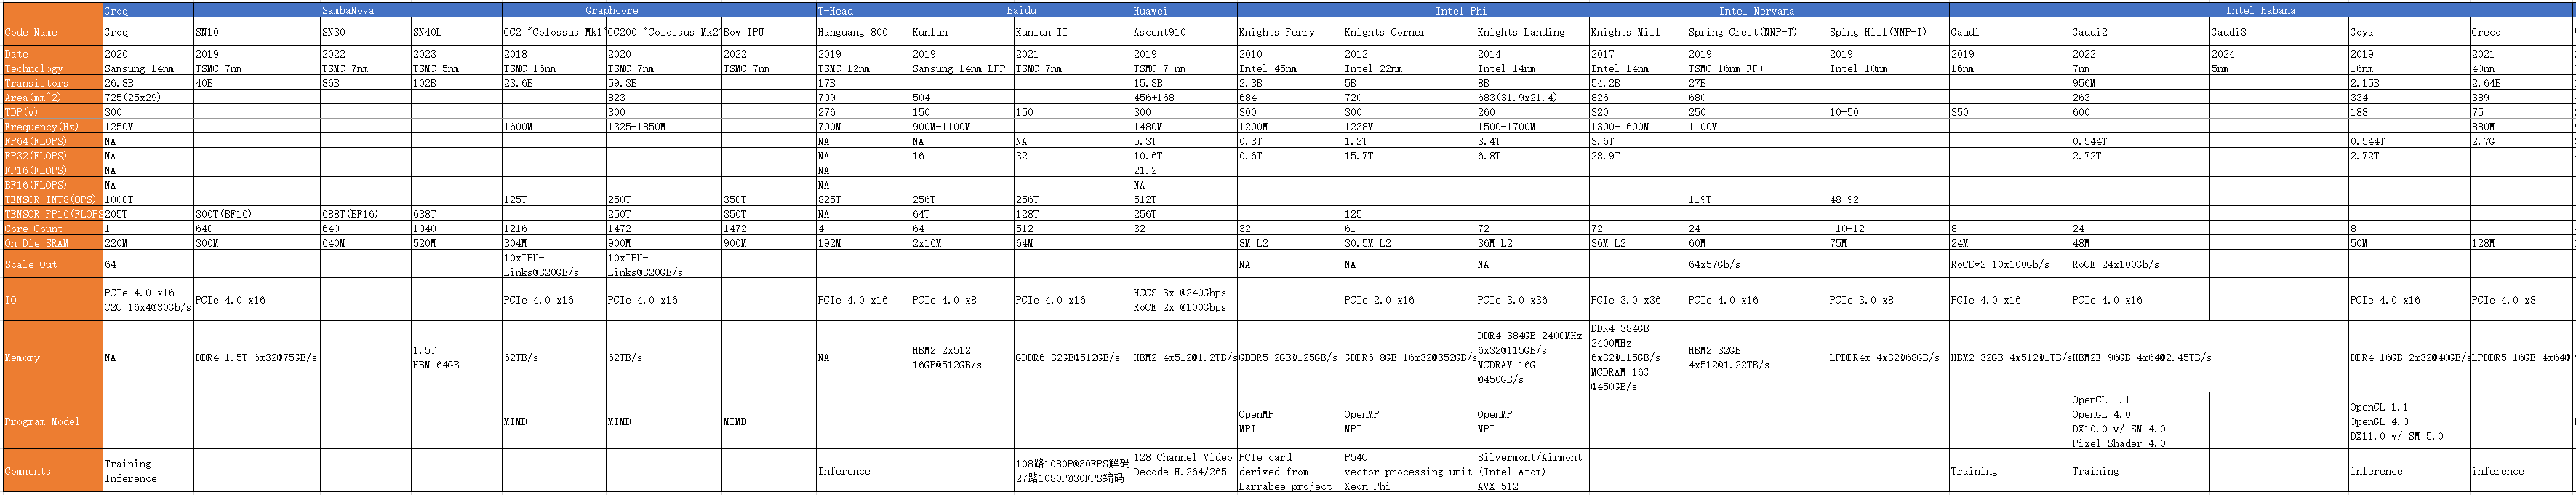 Groq SambaNova Graphcore T-Head Baidu Huawei Intel Phi Intel Nervana Intel Habana
Code Name Groq SN10 SN30 SN40L GC2 "Colossus Mk1" GC200 "Colossus Mk2" Bow IPU Hanguang 800 Kunlun Kunlun II Ascent910 Knights Ferry Knights Corner Knights Landing Knights Mill Spring Crest(NNP-T) Sping Hill(NNP-I) Gaudi Gaudi2 Gaudi3 Goya Greco
Date 2020 2019 2022 2023 2018 2020 2022 2019 2019 2021 2019 2010 2012 2014 2017 2019 2019 2019 2022 2024 2019 2021
Technology Samsung 14nm TSMC 7nm TSMC 7nm TSMC 5nm TSMC 16nm TSMC 7nm TSMC 7nm TSMC 12nm Samsung 14nm LPP TSMC 7nm TSMC 7+nm Intel 45nm Intel 22nm Intel 14nm Intel 14nm TSMC 16nm FF+ Intel 10nm 16nm 7nm 5nm 16nm 40nm
Transistors 26.8B 40B 86B 102B 23.6B 59.3B 17B 15.3B 2.3B 5B 8B 54.2B 27B 956M 2.15B 2.64B
Area(mm^2) 725(25x29) 823 709 504 456+168 684 720 683(31.9x21.4) 826 680 263 334 389
TDP(w) 300 300 276 150 150 300 300 300 260 320 250 10-50 350 600 188 75
Frequency(Hz) 1250M 1600M 1325-1850M 700M 900M-1100M 1480M 1200M 1238M 1500-1700M 1300-1600M 1100M 880M
FP64(FLOPS) NA NA NA NA 5.3T 0.3T 1.2T 3.4T 3.6T 0.544T 0.544T 2.7G
FP32(FLOPS) NA NA 16 32 10.6T 0.6T 15.7T 6.8T 28.9T 2.72T 2.72T
FP16(FLOPS) NA NA 21.2
BF16(FLOPS) NA NA NA
TENSOR INT8(OPS) 1000T 125T 250T 350T 825T 256T 256T 512T 119T 48-92
TENSOR FP16(FLOPS 205T 300T(BF16) 688T(BF16) 638T 250T 350T NA 64T 128T 256T 125
Core Count 1 640 640 1040 1216 1472 1472 4 64 512 32 32 61 72 72 24 10-12 8 24 8
On Die SRAM 220M 300M 640M 520M 304M 900M 900M 192M 2x16M 64M 8M L2 30.5M L2 36M L2 36M L2 60M 75M 24M 48M 50M 128M
Scale Out 64 10xIPU-Links@320GB/s 10xIPU-Links@320GB/s NA NA NA 64x57Gb/s RoCEv2 10x100Gb/s RoCE 24x100Gb/s
IO PCIe 4.0 x16 C2C 16x4@30Gb/s PCIe 4.0 x16 PCIe 4.0 x16 PCIe 4.0 x16 PCIe 4.0 x16 PCIe 4.0 x8 PCIe 4.0 x16 HCCS 3x @240Gbps RoCE 2x @100Gbps PCIe 2.0 x16 PCIe 3.0 x36 PCIe 3.0 x36 PCIe 4.0 x16 PCIe 3.0 x8 PCIe 4.0 x16 PCIe 4.0 x16 PCIe 4.0 x16 PCIe 4.0 x8
Memory NA DDR4 1.5T 6x32@75GB/s 1.5T HBM 64GB 62TB/s 62TB/s NA HBM2 2x512 16GB@512GB/s GDDR6 32GB@512GB/s HBM2 4x512@1.2TB/s GDDR5 2GB@125GB/s GDDR6 8GB 16x32@352GB/s DDR4 384GB 2400MHz 6x32@115GB/s MCDRAM 16G @450GB/s DDR4 384GB 2400MHz 6x32@115GB/s MCDRAM 16G @450GB/s HBM2 32GB 4x512@1.22TB/s LPDDR4x 4x32@68GB/s HBM2 32GB 4x512@1TB/s HBM2E 96GB 4x64@2.45TB/s DDR4 16GB 2x32@40GB/s LPDDR5 16GB 4x64@
Program Model MIMD MIMD MIMD OpenMP MPI OpenMP MPI OpenMP MPI OpenCL 1.1 OpenGL 4.0 DX10.0 w/ SM 4.0 Pixel Shader 4.0 OpenCL 1.1 OpenGL 4.0 DX11.0 w/ SM 5.0
Comments Training Inference Inference 108路1080P@30FPS解码 27路1080P@30FPS编码 128 Channel Video Decode H.264/265 PCIe card derived from Larrabee project P54C vector processing unit Xeon Phi Silvermont/Airmont (Intel Atom) AVX-512 Training Training inference inference